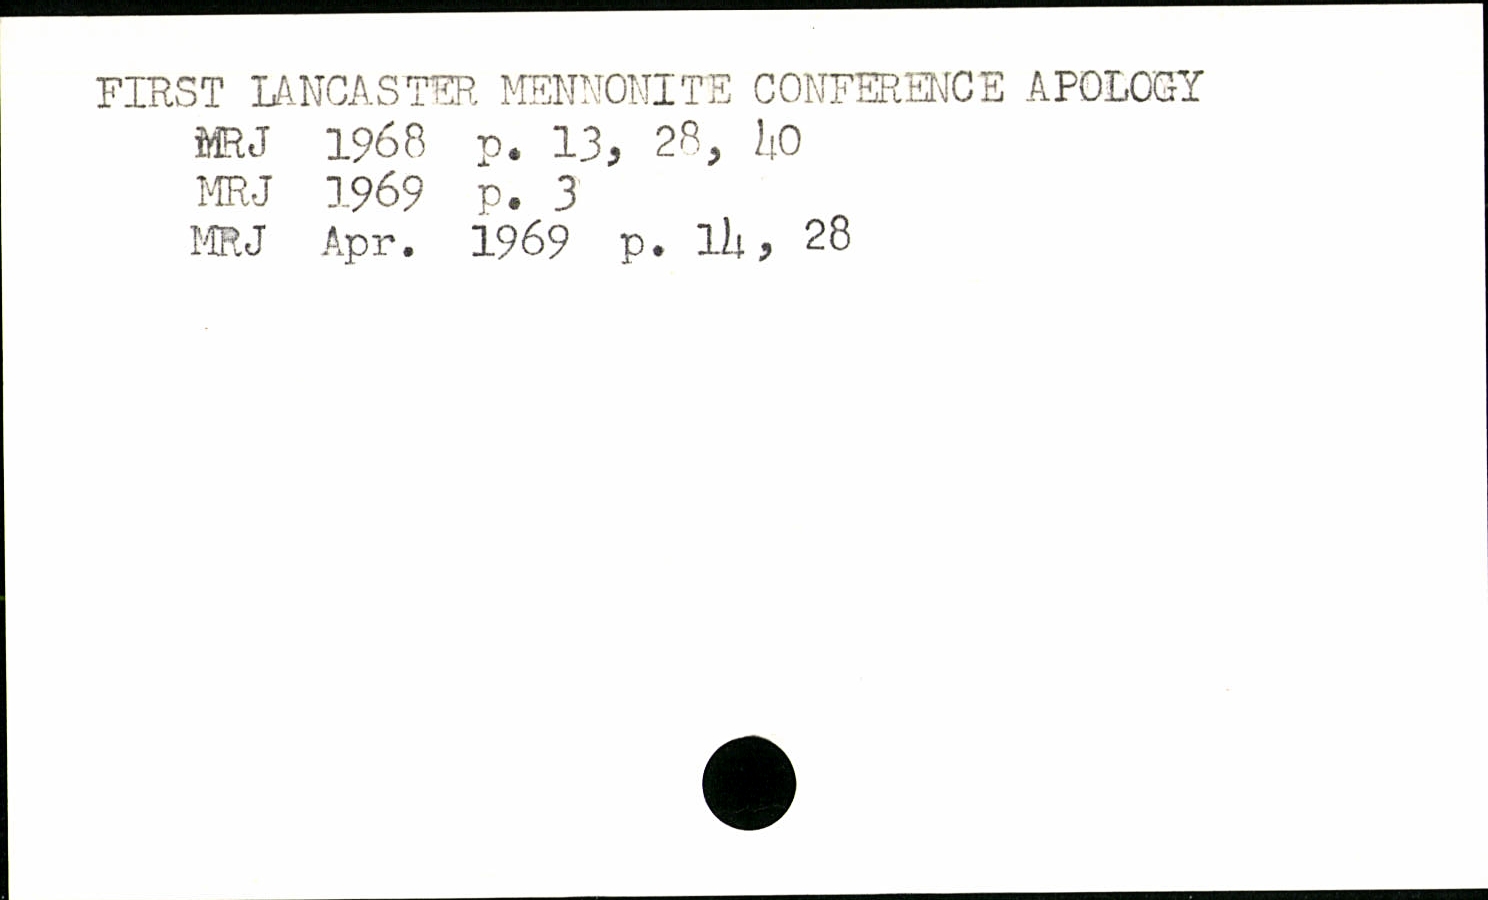 FIRST LANCASTER MENNONITE CONFERENCE APOLOGY
MRJ 1968 p. 13, 28, 40
MRJ 1969 p. 3
MRJ Apr. 1969 p. 14, 28